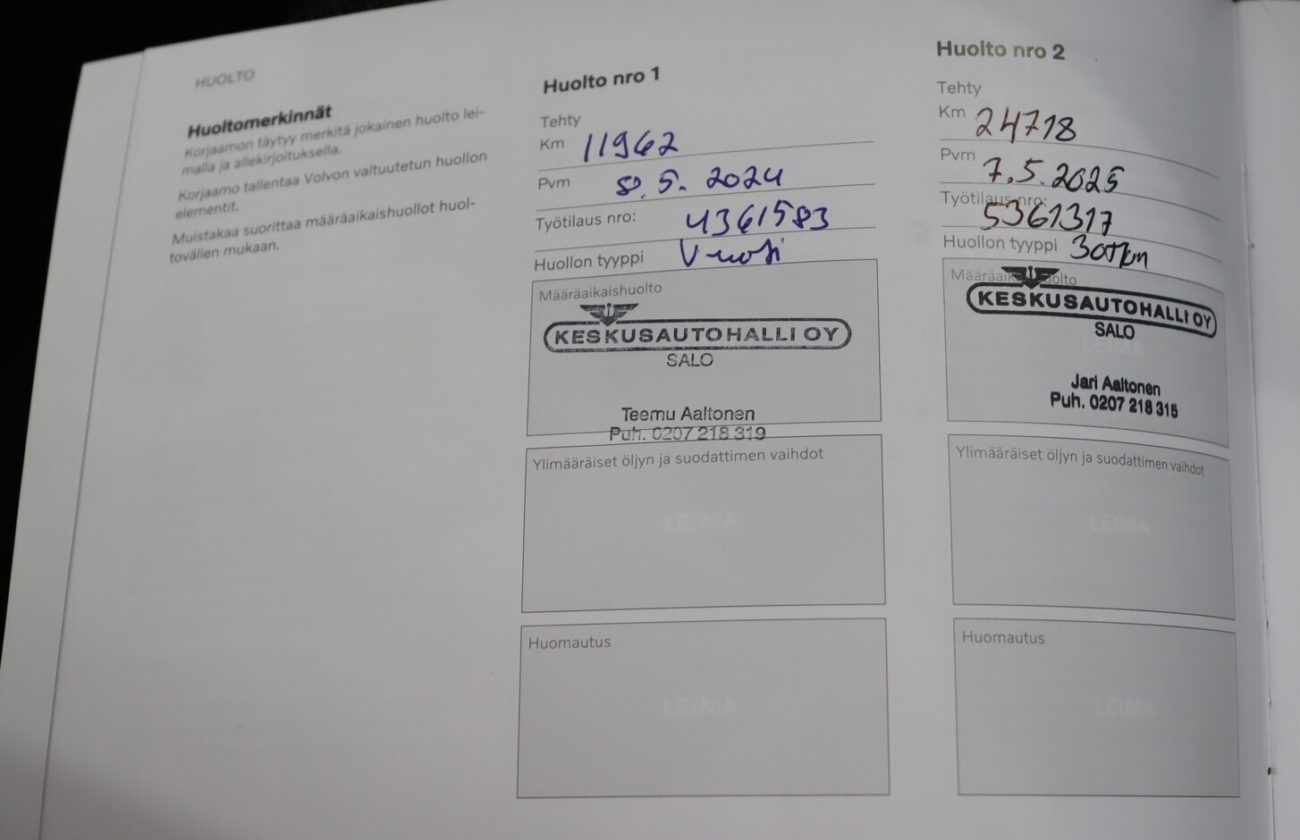 HUOLTO
Huoltomerkinnät
Korjaamon täytyy merkitä jokainen huolto lei-
malla ja allekirjoituksella.
Korjaamo tallentaa Volvon valtuutetun huollon
elementit.
Muistakaa suorittaa määräaikaishuollot huol-
tovälien mukaan.
Huolto nro 1
Tehty
Km 11962
Pvm 8.5.2024
Työtilaus nro: 4361583
Huollon tyyppi Vuosi
Määräaikaishuolto
KESKUSAUTOHALLI OY
SALO
Teemu Aaltonen
Puh. 0207 218 319
Ylimääräiset öljyn ja suodattimen vaihdot
LEIMA
Huomautus
LEIMA
Huolto nro 2
Tehty
Km 24718
Pvm 7.5.2025
Työtilaus nro: 5361317
Huollon tyyppi 30Tkm
Määräaikaishuolto
KESKUSAUTOHALLI OY
SALO
LEIMA
Jari Aaltonen
Puh. 0207 218 315
Ylimääräiset öljyn ja suodattimen vaihdot
LEIMA
Huomautus
LEIMA